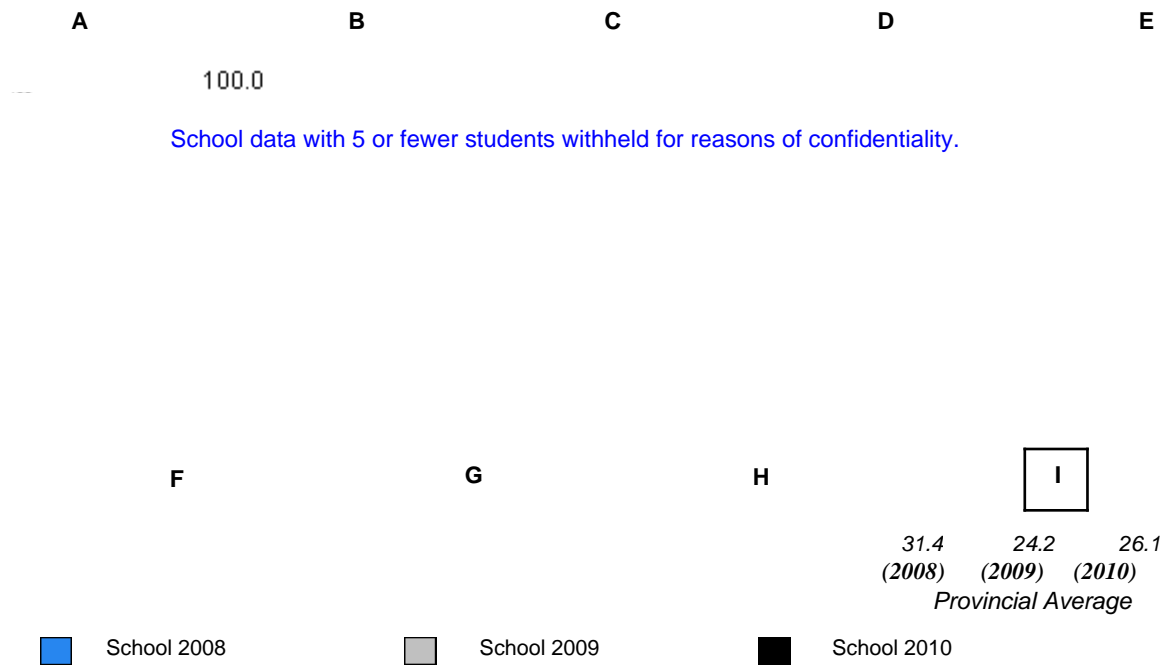 A B C D E
100.0
School data with 5 or fewer students withheld for reasons of confidentiality.
F G H I
31.4 24.2 26.1
(2008) (2009) (2010)
Provincial Average
School 2008 School 2009 School 2010